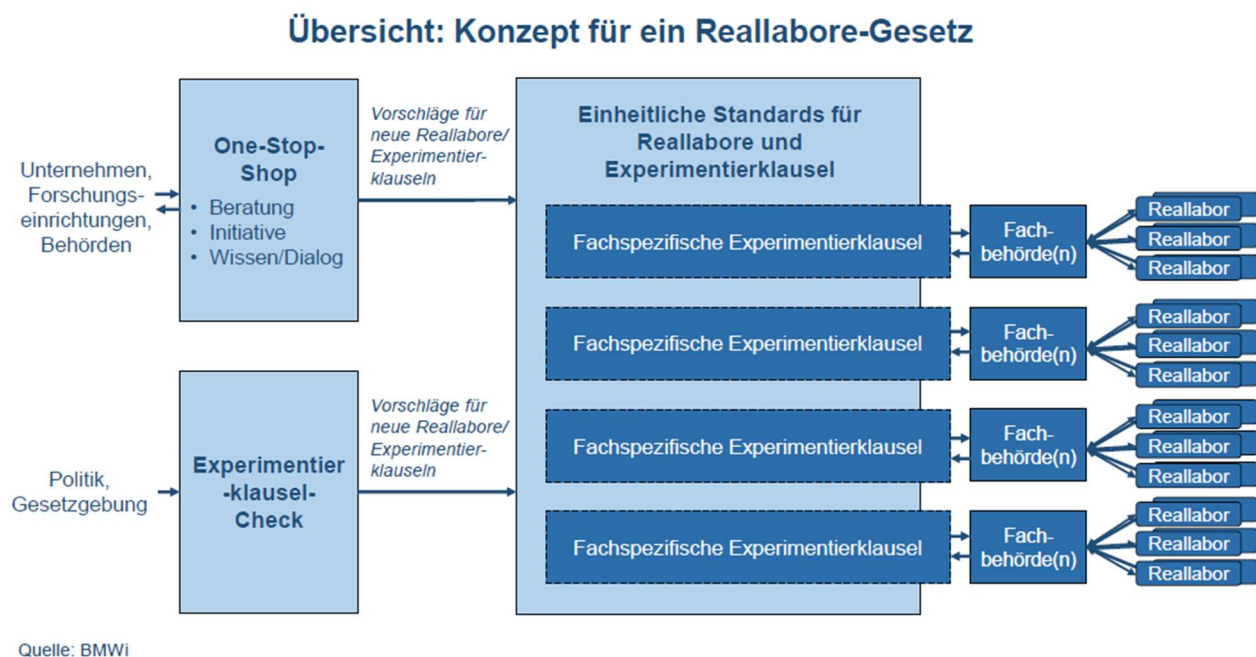 Übersicht: Konzept für ein Reallabore-Gesetz
Unternehmen,
Forschungs-
einrichtungen,
Behörden
One-Stop-
Shop
• Beratung
• Initiative
• Wissen/Dialog
Vorschläge für
neue Reallabore/
Experimentier-
klauseln
Politik,
Gesetzgebung
Experimentier
-klausel-
Check
Vorschläge für
neue Reallabore/
Experimentier-
klauseln
Einheitliche Standards für
Reallabore und
Experimentierklausel
Fachspezifische Experimentierklausel
Fach-
behörde(n)
Reallabor
Reallabor
Reallabor
Fachspezifische Experimentierklausel
Fach-
behörde(n)
Reallabor
Reallabor
Reallabor
Fachspezifische Experimentierklausel
Fach-
behörde(n)
Reallabor
Reallabor
Reallabor
Fachspezifische Experimentierklausel
Fach-
behörde(n)
Reallabor
Reallabor
Reallabor
Quelle: BMWi